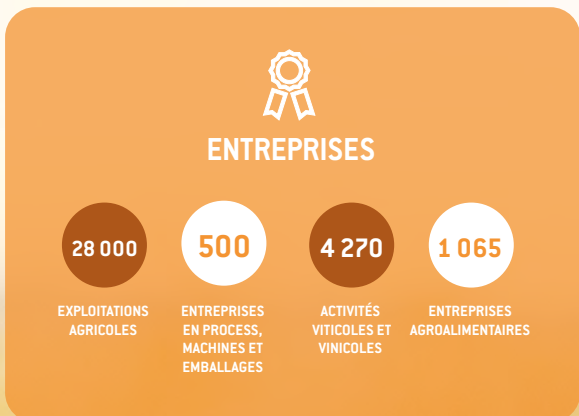 ENTREPRISES
28 000
EXPLOITATIONS
AGRICOLES
500
ENTREPRISES
EN PROCESS,
MACHINES ET
EMBALLAGES
4 270
ACTIVITÉS
VITICOLES ET
VINICOLES
1 065
ENTREPRISES
AGROALIMENTAIRES